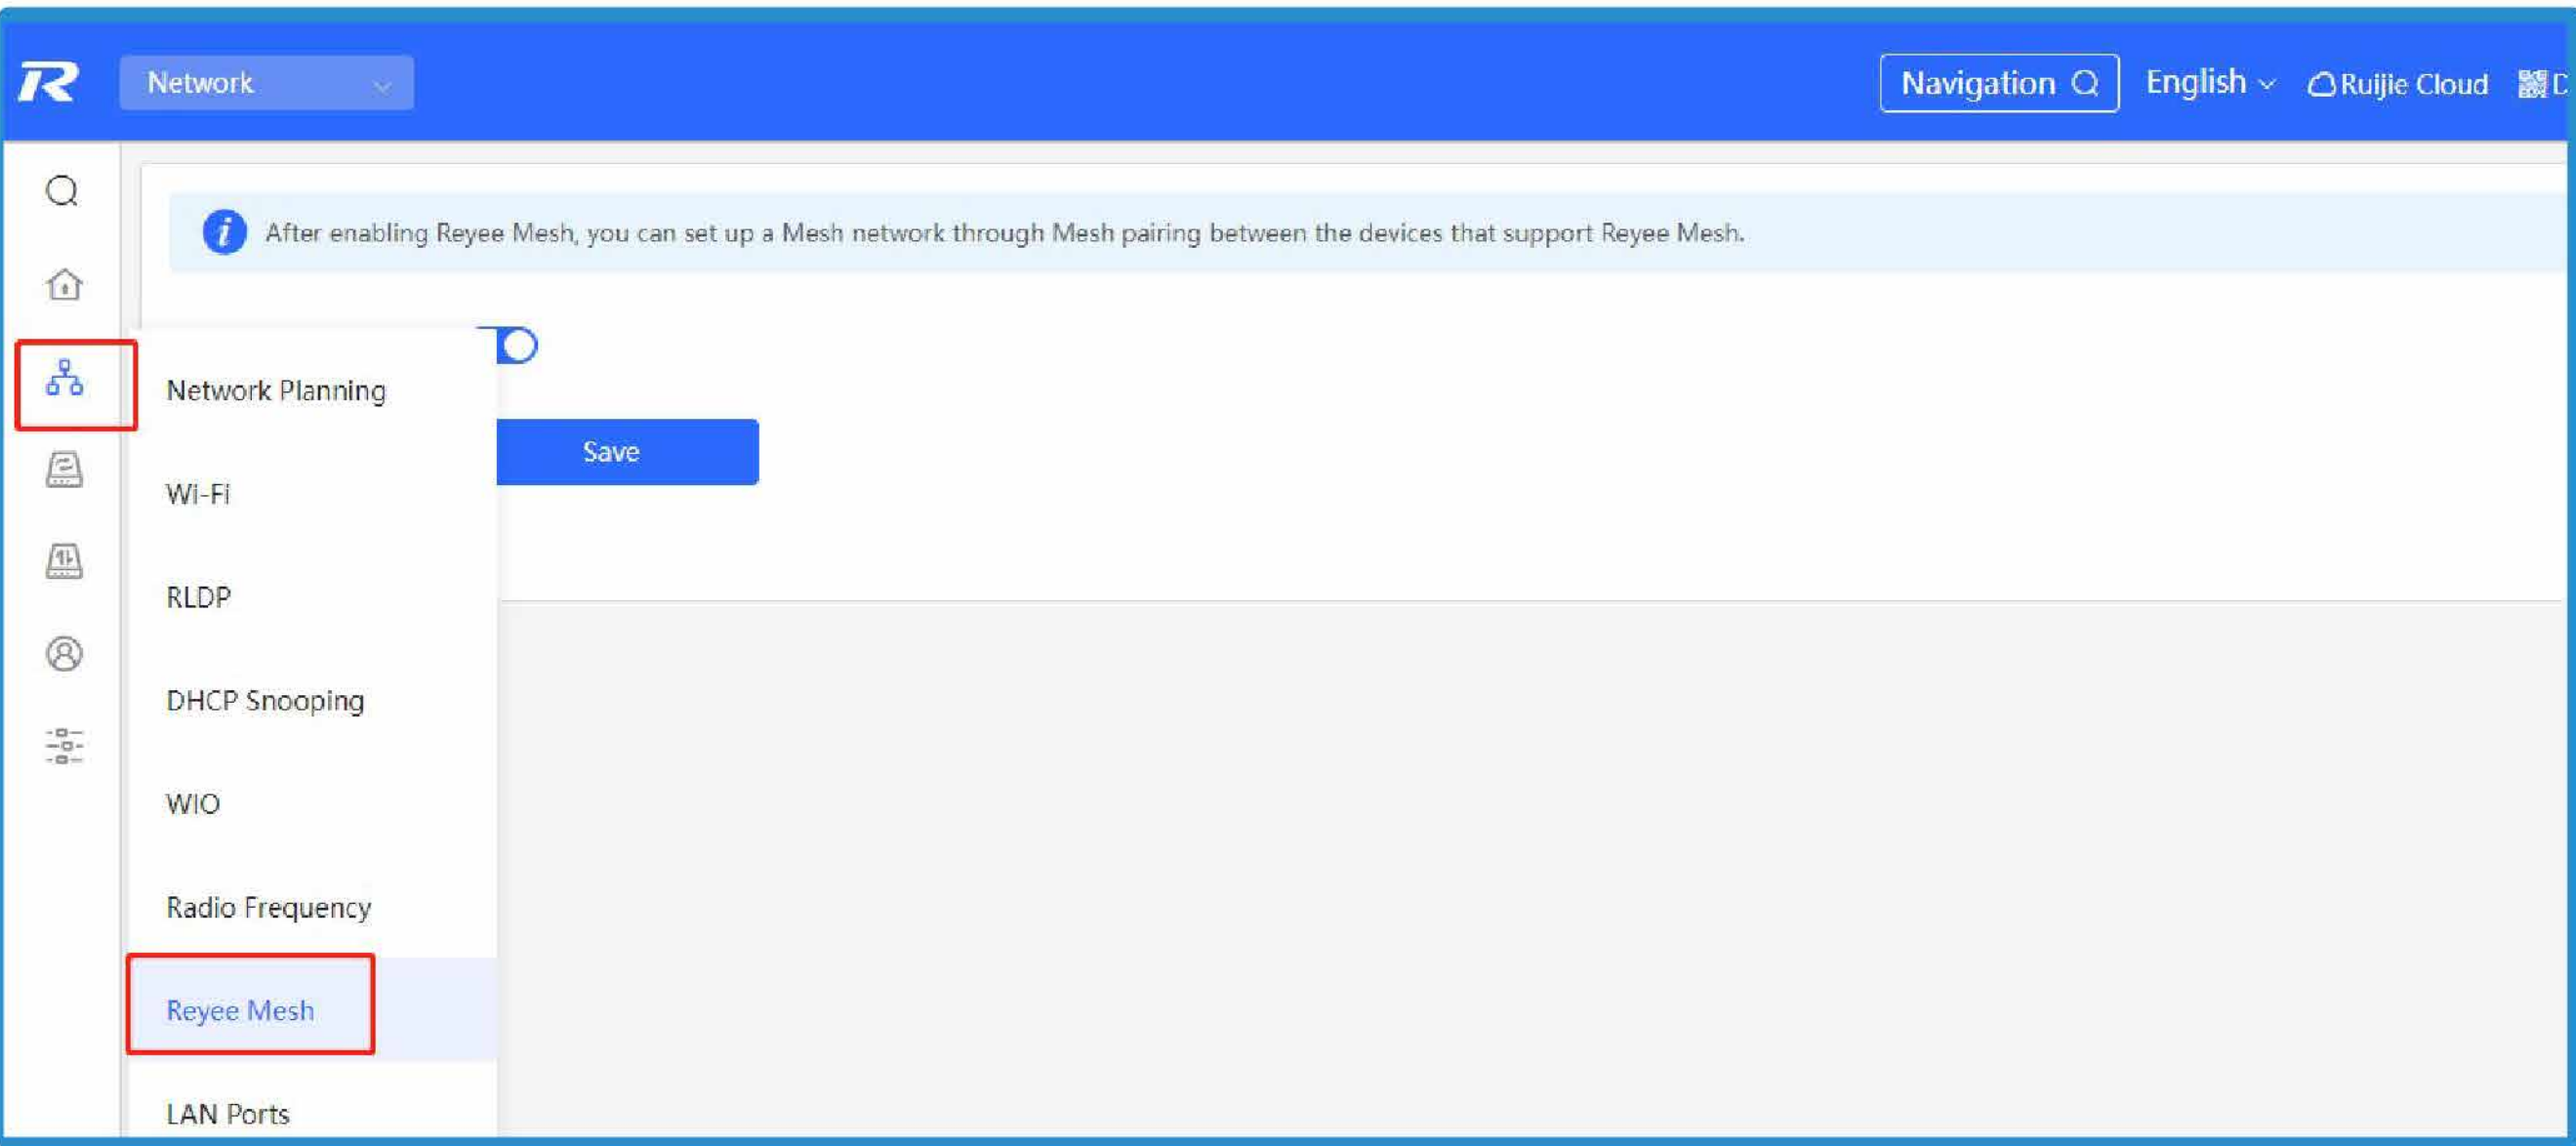 R Network
Navigation English Ruijie Cloud
After enabling Reyee Mesh, you can set up a Mesh network through Mesh pairing between the devices that support Reyee Mesh.
Network Planning
Save
Wi-Fi
RLDP
DHCP Snooping
WIO
Radio Frequency
Reyee Mesh
LAN Ports